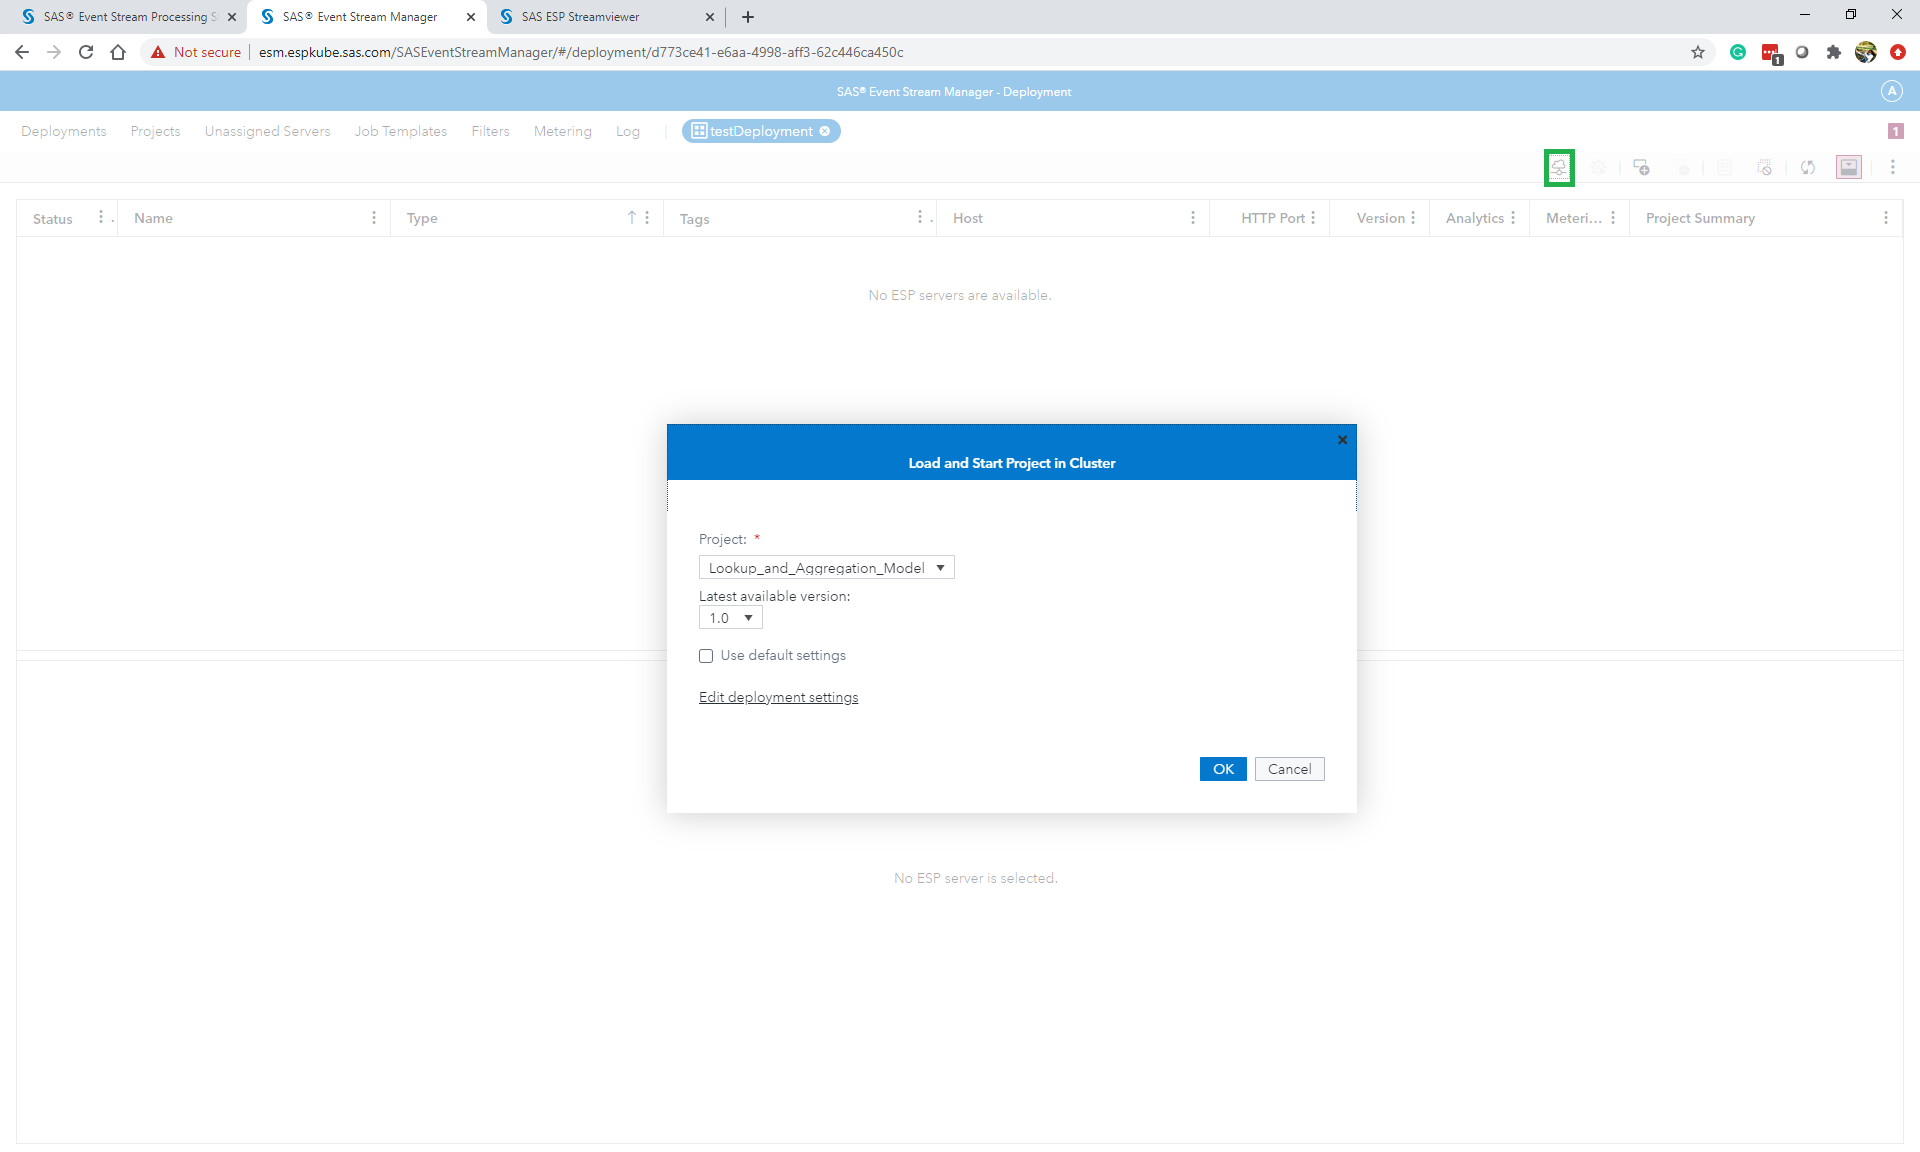 SAS® Event Stream Processing S
SAS® Event Stream Manager
SAS ESP Streamviewer
Not secure
esm.espkube.sas.com/SASEventStreamManager/#/deployment/d773ce41-e6aa-4998-aff3-62c446ca450c
1
SAS® Event Stream Manager - Deployment
A
Deployments Projects Unassigned Servers Job Templates Filters Metering Log testDeployment
1
Status Name Type Tags Host HTTP Port Version Analytics Meteri... Project Summary
No ESP servers are available.
Load and Start Project in Cluster
Project: *
Lookup_and_Aggregation_Model
Latest available version:
1.0
Use default settings
Edit deployment settings
OK Cancel
No ESP server is selected.